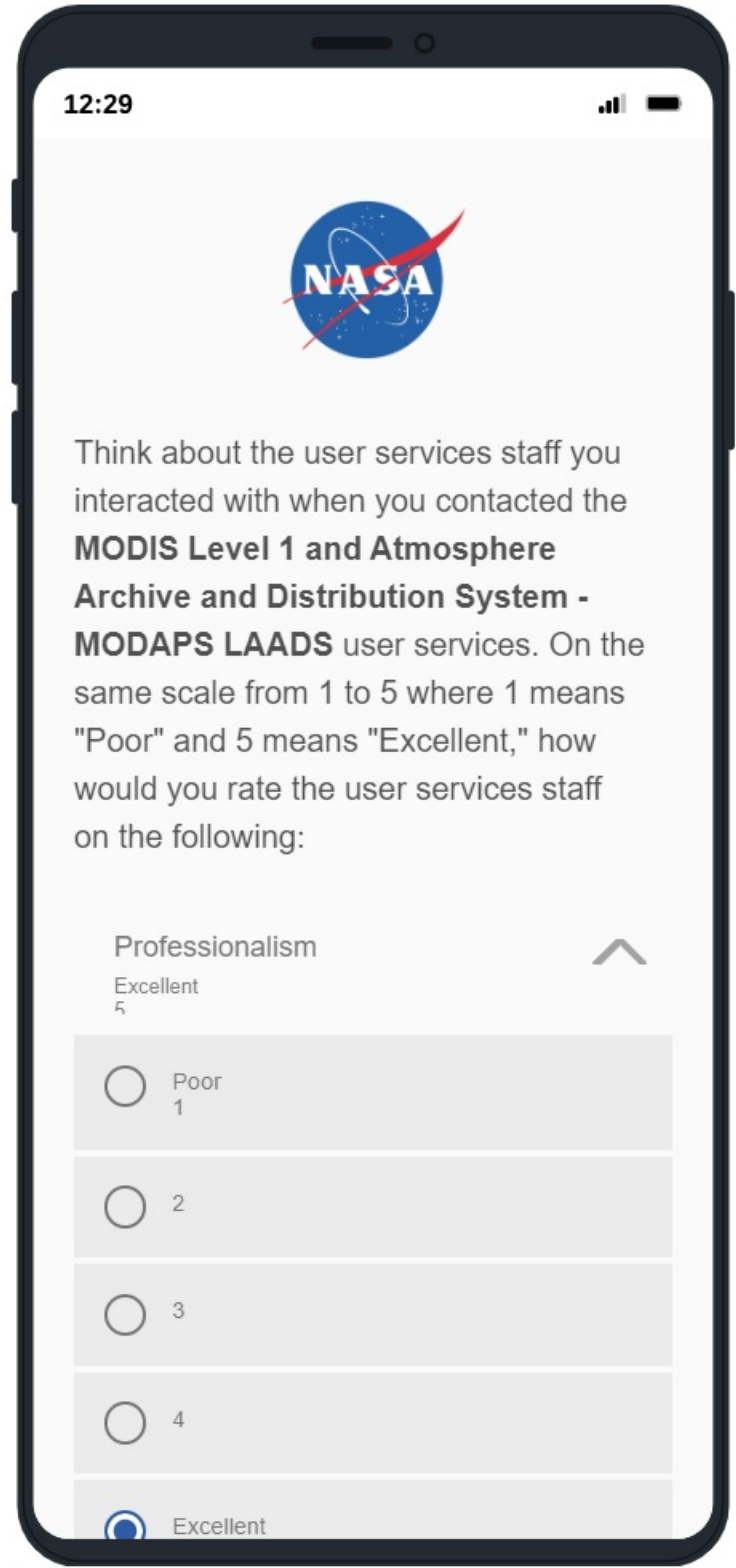 12:29
NASA
Think about the user services staff you
interacted with when you contacted the
MODIS Level 1 and Atmosphere
Archive and Distribution System -
MODAPS LAADS user services. On the
same scale from 1 to 5 where 1 means
"Poor" and 5 means "Excellent," how
would you rate the user services staff
on the following:
Professionalism
Excellent
5
Poor
1
2
3
4
Excellent